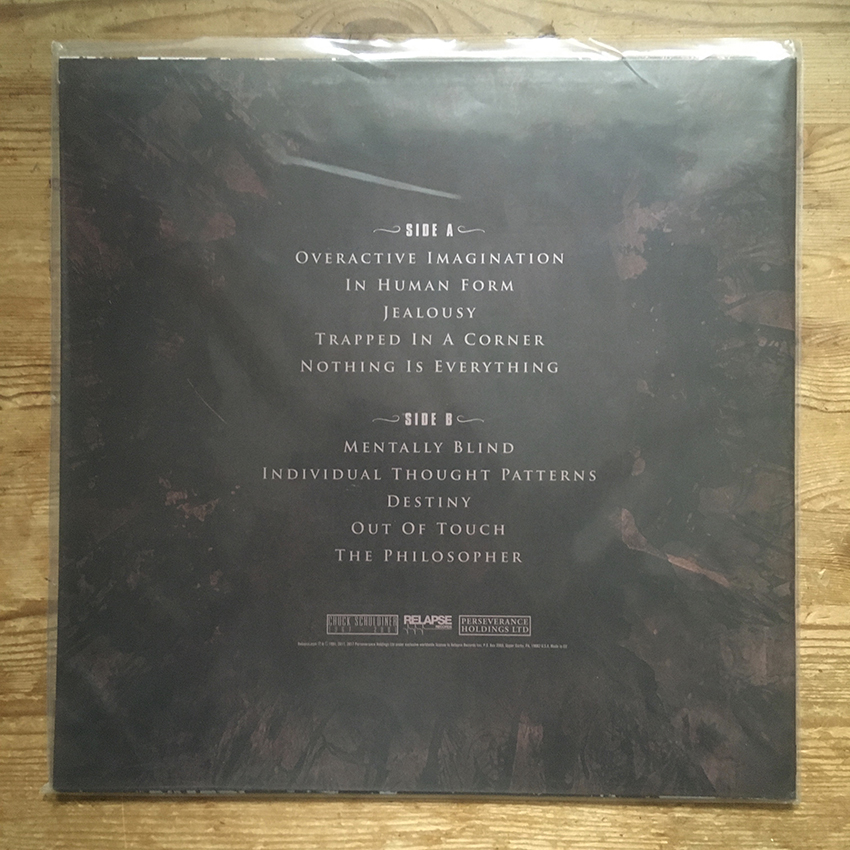 SIDE A
OVERACTIVE IMAGINATION
IN HUMAN FORM
JEALOUSY
TRAPPED IN A CORNER
NOTHING IS EVERYTHING
SIDE B
MENTALLY BLIND
INDIVIDUAL THOUGHT PATTERNS
DESTINY
OUT OF TOUCH
THE PHILOSOPHER
CHUCK SCHULDINER
RELAPSE
RECORDS
PERSEVERANCE
HOLDINGS LTD